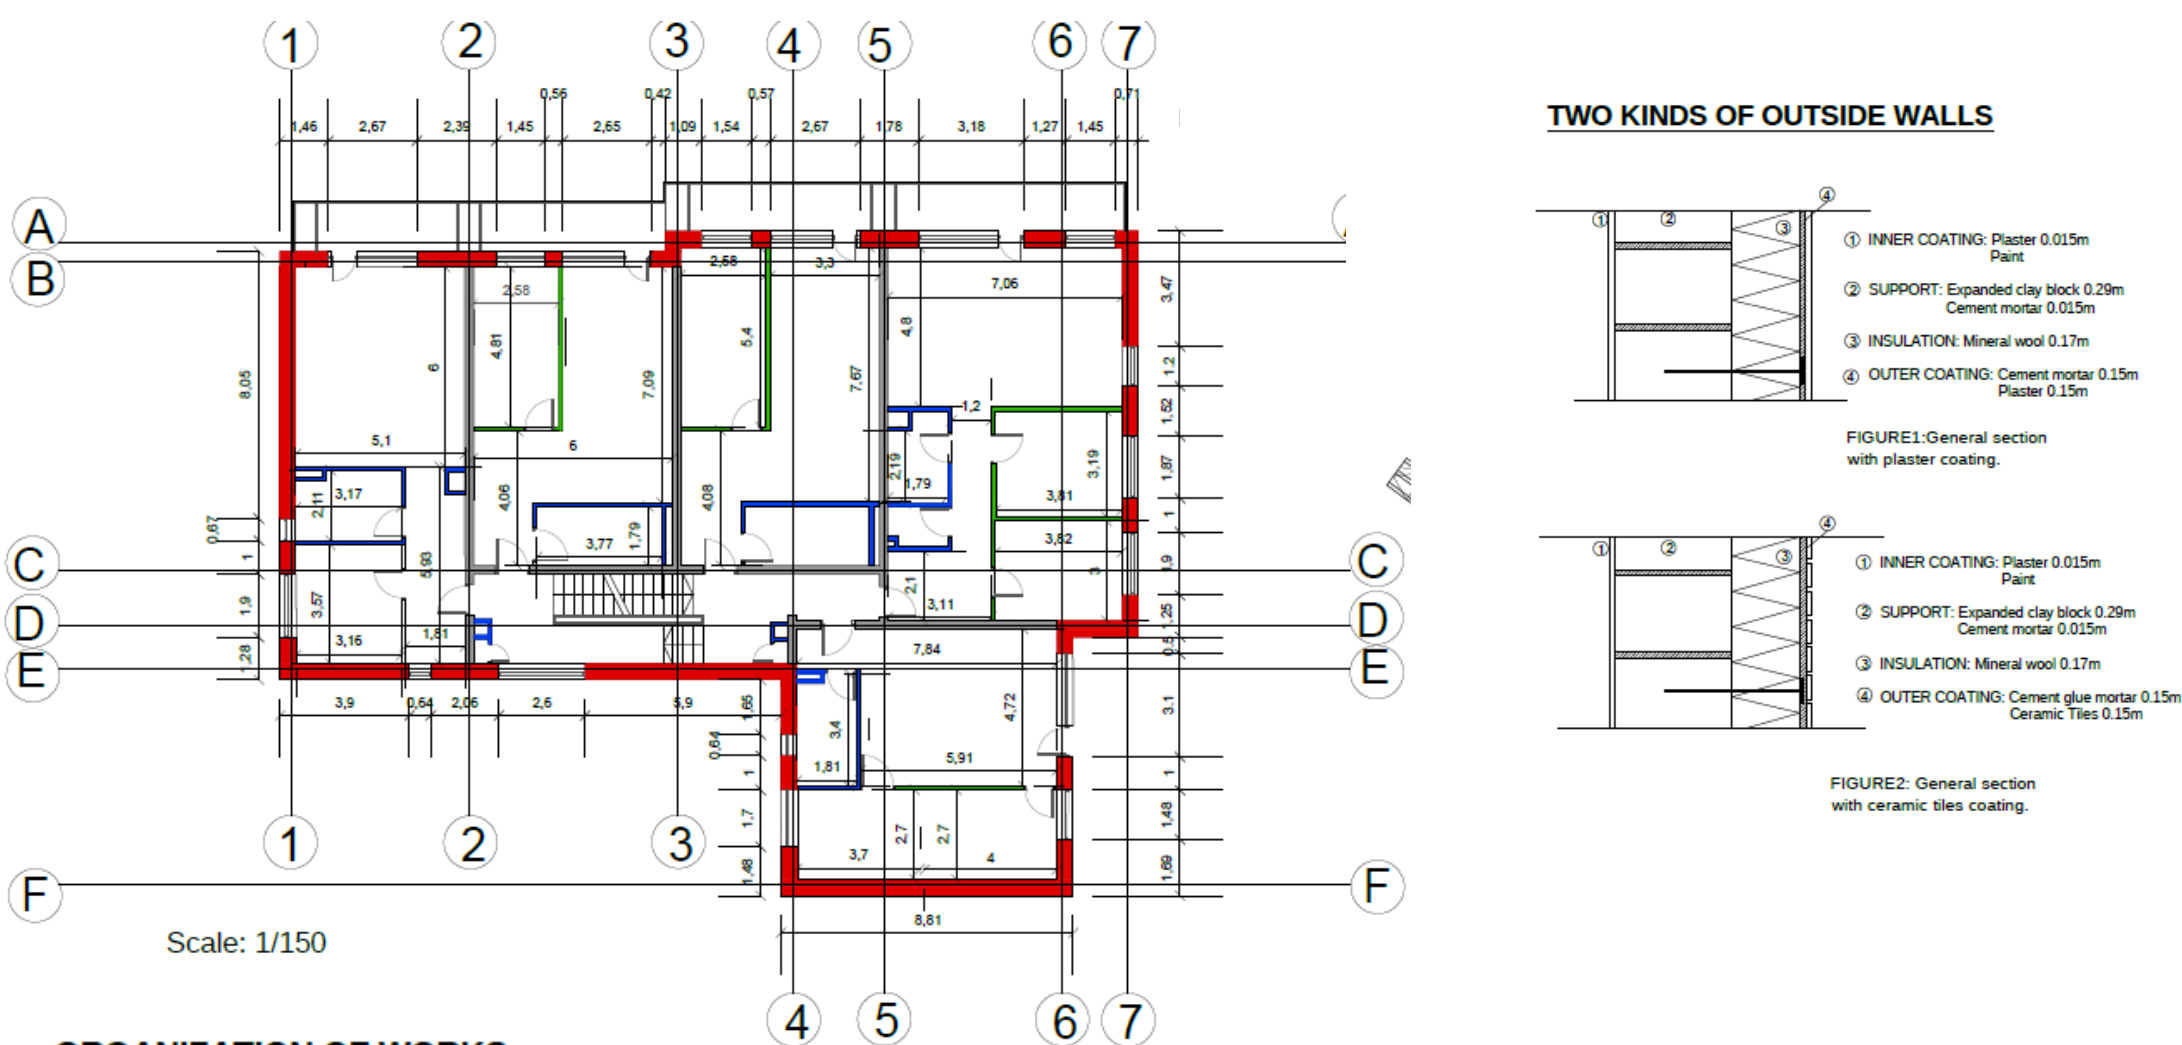 1 2 3 4 5 6 7
0,56 0,42 0,57 0,71
1,46 2,67 2,39 1,45 2,65 1,09 1,54 2,67 1,78 3,18 1,27 1,45
A
B
C
D
E
F
8,05
0,67
1
1,9
1,28
2,58
2,58
3,3
7,06
4,81
5,4
4,8
6
7,09
7,67
5,1
6
1,2
3,17
2,11
4,06
4,08
2,19
1,79
3,19
3,81
3,77
1,79
5,93
3,82
3
3,57
3,16
1,81
2,1
3,11
7,84
3,47
1,2
1,52
1,87
1
1,9
1,25
0,5
3,1
1
1,48
1,69
C
D
E
F
3,9 0,64 2,06 2,6 5,9
1,65
0,64
1
1,7
1,48
3,4
1,81
4,72
5,91
2,7
2,7
3,7
4
8,81
1 2 3
4 5 6 7
Scale: 1/150
TWO KINDS OF OUTSIDE WALLS
1 2 3 4
① INNER COATING: Plaster 0.015m
Paint
② SUPPORT: Expanded clay block 0.29m
Cement mortar 0.015m
③ INSULATION: Mineral wool 0.17m
④ OUTER COATING: Cement mortar 0.15m
Plaster 0.15m
FIGURE1:General section
with plaster coating.
1 2 3 4
① INNER COATING: Plaster 0.015m
Paint
② SUPPORT: Expanded clay block 0.29m
Cement mortar 0.015m
③ INSULATION: Mineral wool 0.17m
④ OUTER COATING: Cement glue mortar 0.15m
Ceramic Tiles 0.15m
FIGURE2: General section
with ceramic tiles coating.
ORGANIZATION OF WORKS